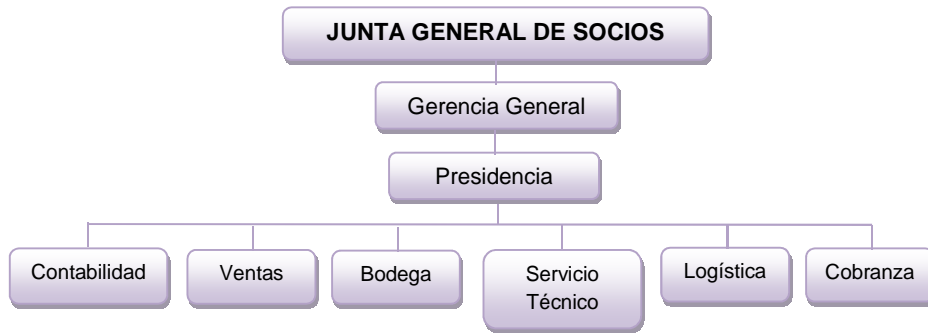 JUNTA GENERAL DE SOCIOS
Gerencia General
Presidencia
Contabilidad
Ventas
Bodega
Servicio
Técnico
Logística
Cobranza